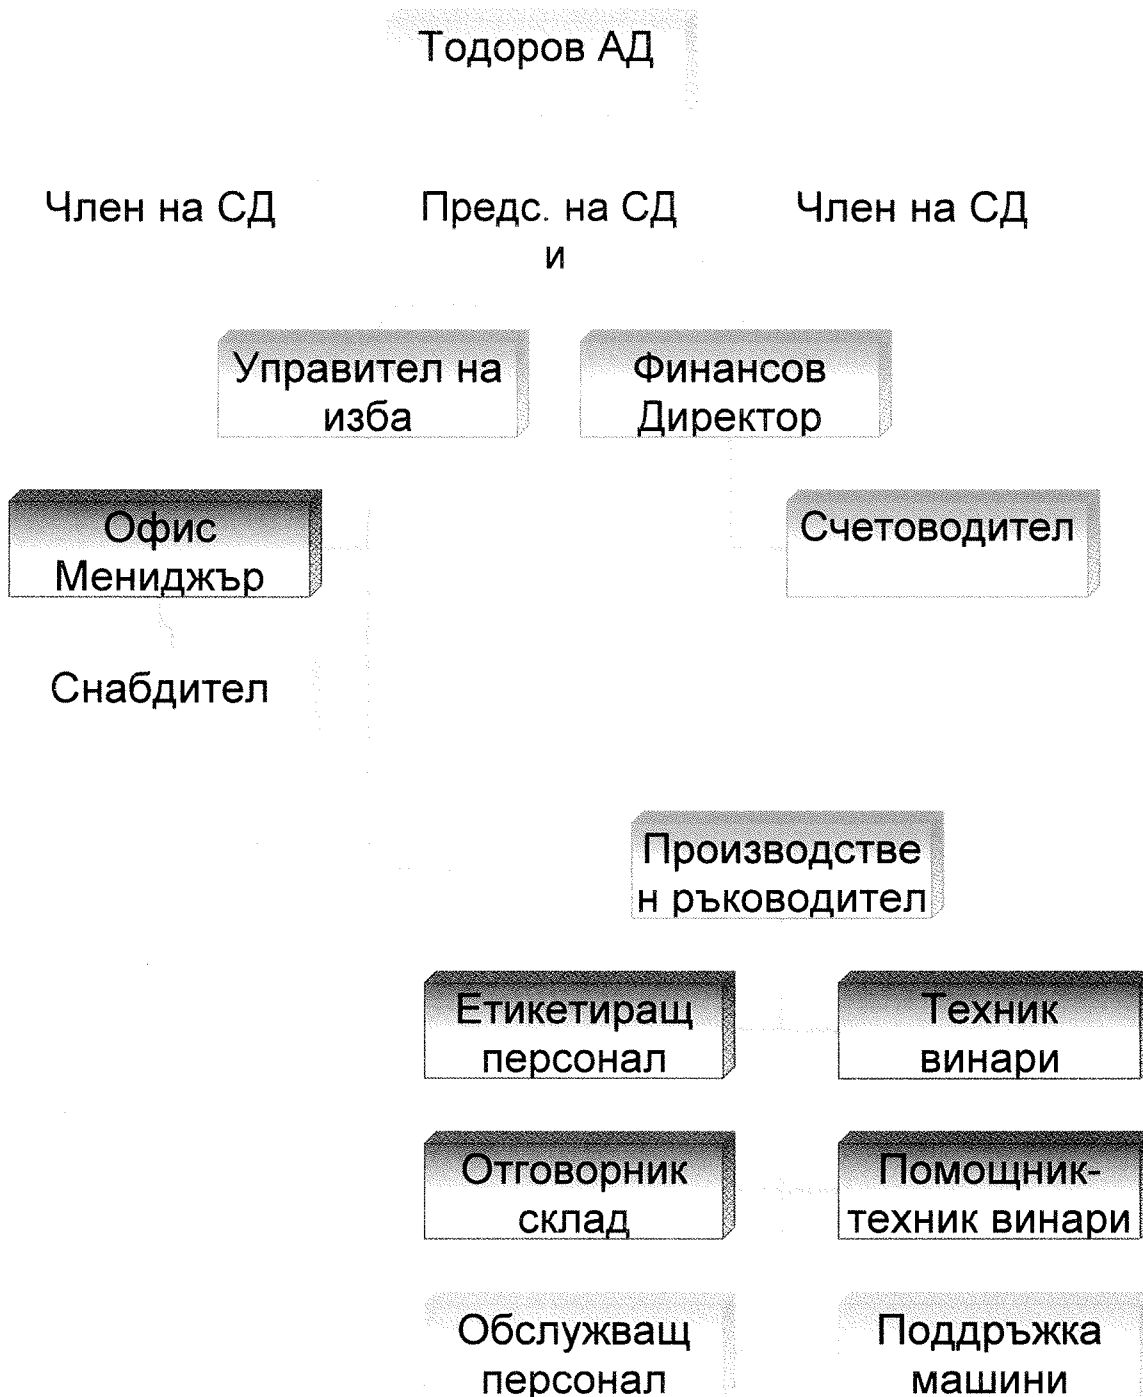 Тодоров АД
Член на СД
Предс. на СД
и
Член на СД
Управител на
изба
Финансов
Директор
Офис
Мениджър
Счетоводител
Снабдител
Производстве
н ръководител
Етикетиращ
персонал
Техник
винари
Отговорник
склад
Помощник-
техник винари
Обслужващ
персонал
Поддръжка
машини